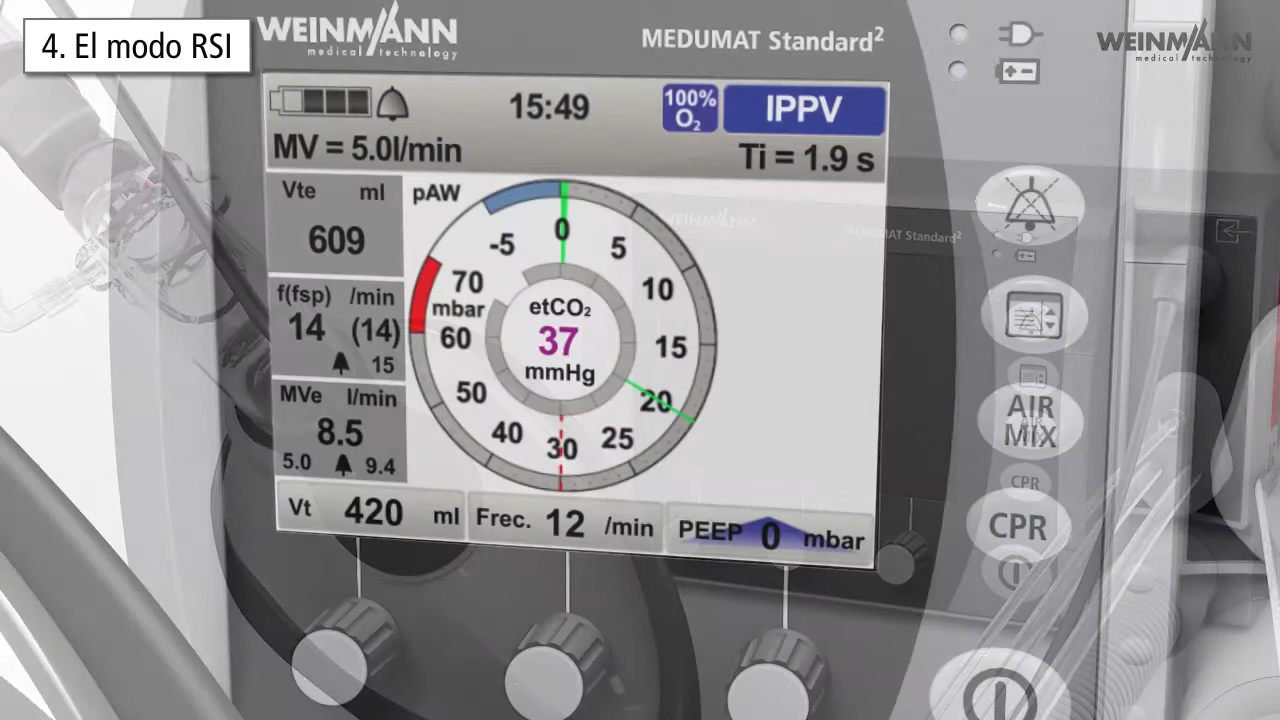 4. El modo RSI
WEINMANN
medical technology
MEDUMAT Standard²
WEINMANN
medical technology
15:49
100%
O₂
IPPV
MV = 5.0l/min
Ti = 1.9 s
Vte ml
609
f(fsp) /min
14 (14)
15
MVe l/min
8.5
5.0 9.4
pAW
-5
0
5
10
15
20
25
30
40
50
60
70
mbar
etCO₂
37
mmHg
Vt 420 ml
Frec. 12 /min
PEEP 0 mbar
WEINMANN
MEDUMAT Standard²
AIR
MIX
CPR
CPR